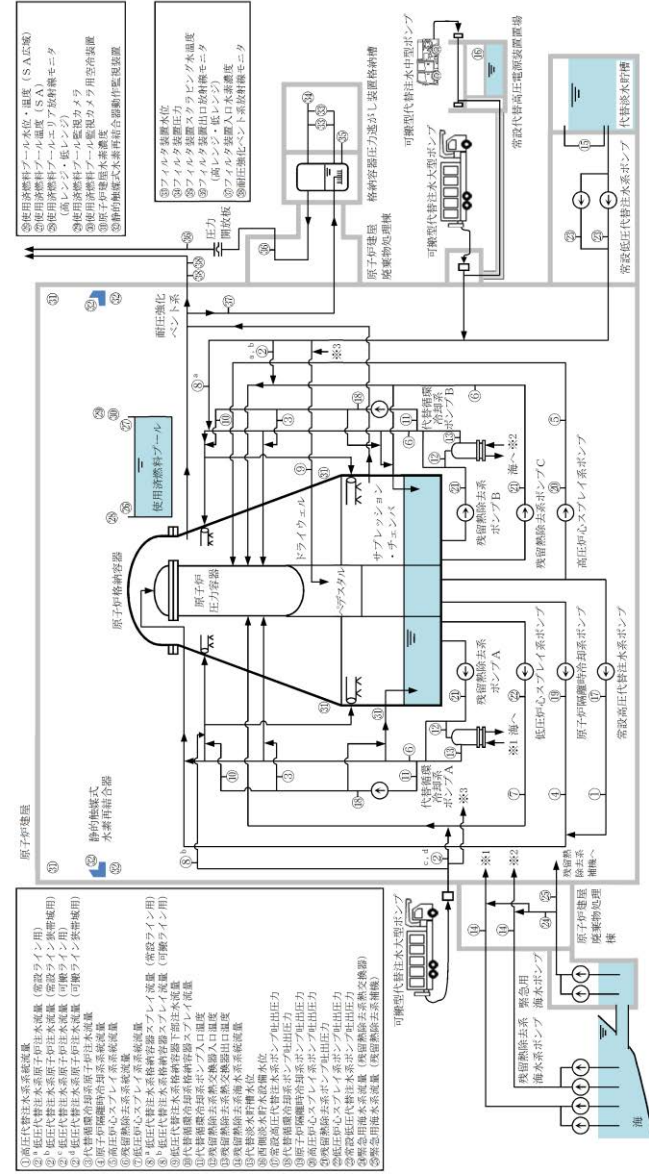 ①高圧代替注水系系統流量
②ᵃ低圧代替注水系原子炉注水流量（常設ライン用）
②ᵇ低圧代替注水系原子炉注水流量（常設ライン狭帯域用）
②ᶜ低圧代替注水系原子炉注水流量（可搬ライン用）
②ᵈ低圧代替注水系原子炉注水流量（可搬ライン狭帯域用）
③代替循環冷却系原子炉注水流量
④原子炉隔離時冷却系系統流量
⑤高圧炉心スプレイ系系統流量
⑥残留熱除去系系統流量
⑦低圧炉心スプレイ系系統流量
⑧ᵃ低圧代替注水系格納容器スプレイ流量（常設ライン用）
⑧ᵇ低圧代替注水系格納容器スプレイ流量（可搬ライン用）
⑨低圧代替注水系格納容器下部注水流量
⑩代替循環冷却系格納容器スプレイ流量
⑪代替循環冷却系ポンプ入口温度
⑫残留熱除去系熱交換器入口温度
⑬残留熱除去系熱交換器出口温度
⑭残留熱除去系海水系系統流量
⑮代替淡水貯槽水位
⑯西側淡水貯水設備水位
⑰常設高圧代替注水系ポンプ吐出圧力
⑱代替循環冷却系ポンプ吐出圧力
⑲原子炉隔離時冷却系ポンプ吐出圧力
⑳高圧炉心スプレイ系ポンプ吐出圧力
㉑残留熱除去系ポンプ吐出圧力
㉒低圧炉心スプレイ系ポンプ吐出圧力
㉓常設低圧代替注水系ポンプ吐出圧力
㉔緊急用海水系流量（残留熱除去系熱交換器）
㉕緊急用海水系流量（残留熱除去系補機）
㉖使用済燃料プール水位・温度（ＳＡ広域）
㉗使用済燃料プール温度（ＳＡ）
㉘使用済燃料プールエリア放射線モニタ
（高レンジ・低レンジ）
㉙使用済燃料プール監視カメラ
㉚使用済燃料プール監視カメラ用空冷装置
㉛原子炉建屋水素濃度
㉜静的触媒式水素再結合器動作監視装置
㉝フィルタ装置水位
㉞フィルタ装置圧力
㉟フィルタ装置スクラビング水温度
㊱フィルタ装置出口放射線モニタ
（高レンジ・低レンジ）
㊲フィルタ装置入口水素濃度
㊳耐圧強化ベント系放射線モニタ
原子炉建屋
静的触媒式
水素再結合器
原子炉格納容器
使用済燃料プール
原子炉
圧力容器
ドライウェル
ペデスタル
サプレッション
・チェンバ
耐圧強化
ベント系
圧力
開放板
原子炉建屋
廃棄物処理棟
格納容器圧力逃がし装置格納槽
可搬型代替注水中型ポンプ
可搬型代替注水大型ポンプ
常設代替高圧電源装置置場
代替淡水貯槽
常設低圧代替注水系ポンプ
代替循環
冷却系
ポンプＢ
海へ ※2
残留熱除去系
ポンプＢ
残留熱除去系ポンプＣ
高圧炉心スプレイ系ポンプ
代替循環
冷却系
ポンプＡ
※1 海へ
残留熱除去系
ポンプＡ
低圧炉心スプレイ系ポンプ
原子炉隔離時冷却系ポンプ
常設高圧代替注水系ポンプ
※3
※3
可搬型代替注水大型ポンプ
※1
※2
残留熱
除去系
補機へ
原子炉建屋
廃棄物処理
棟
残留熱除去系
海水系ポンプ
緊急用
海水ポンプ
海